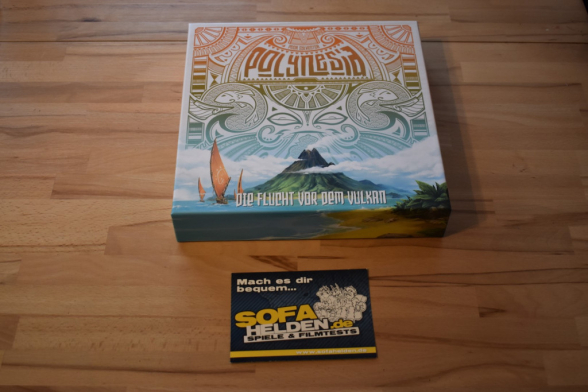 POLYNESIA
DIE FLUCHT VOR DEM VULKAN
Mach es dir
bequem...
SOFA
HELDEN.de
SPIELE & FILMTESTS